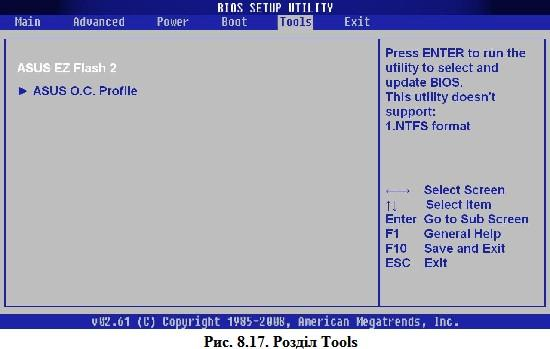 BIOS SETUP UTILITY
Main Advanced Power Boot Tools Exit
ASUS EZ Flash 2
► ASUS O.C. Profile
Press ENTER to run the
utility to select and
update BIOS.
This utility doesn't
support:
1.NTFS format
←→ Select Screen
↑↓ Select Item
Enter Go to Sub Screen
F1 General Help
F10 Save and Exit
ESC Exit
v02.61 (C) Copyright 1985-2008, American Megatrends, Inc.
Рис. 8.17. Розділ Tools